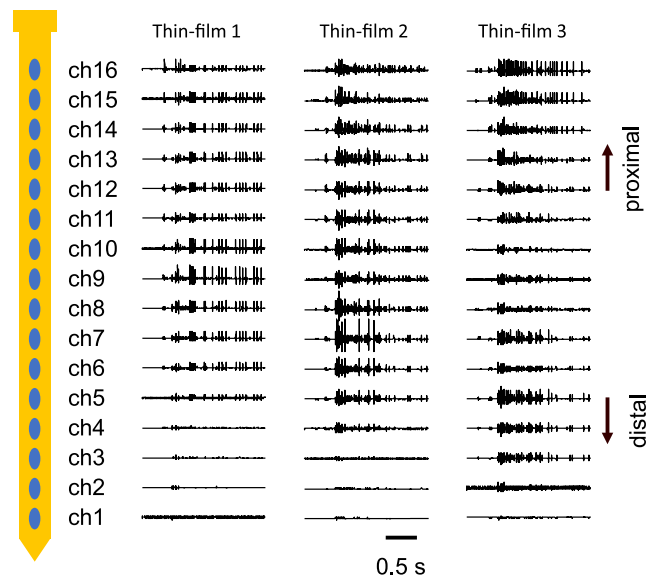 Thin-film 1 Thin-film 2 Thin-film 3
ch16
ch15
ch14
ch13
ch12
ch11
ch10
ch9
ch8
ch7
ch6
ch5
ch4
ch3
ch2
ch1
proximal
distal
0.5 s